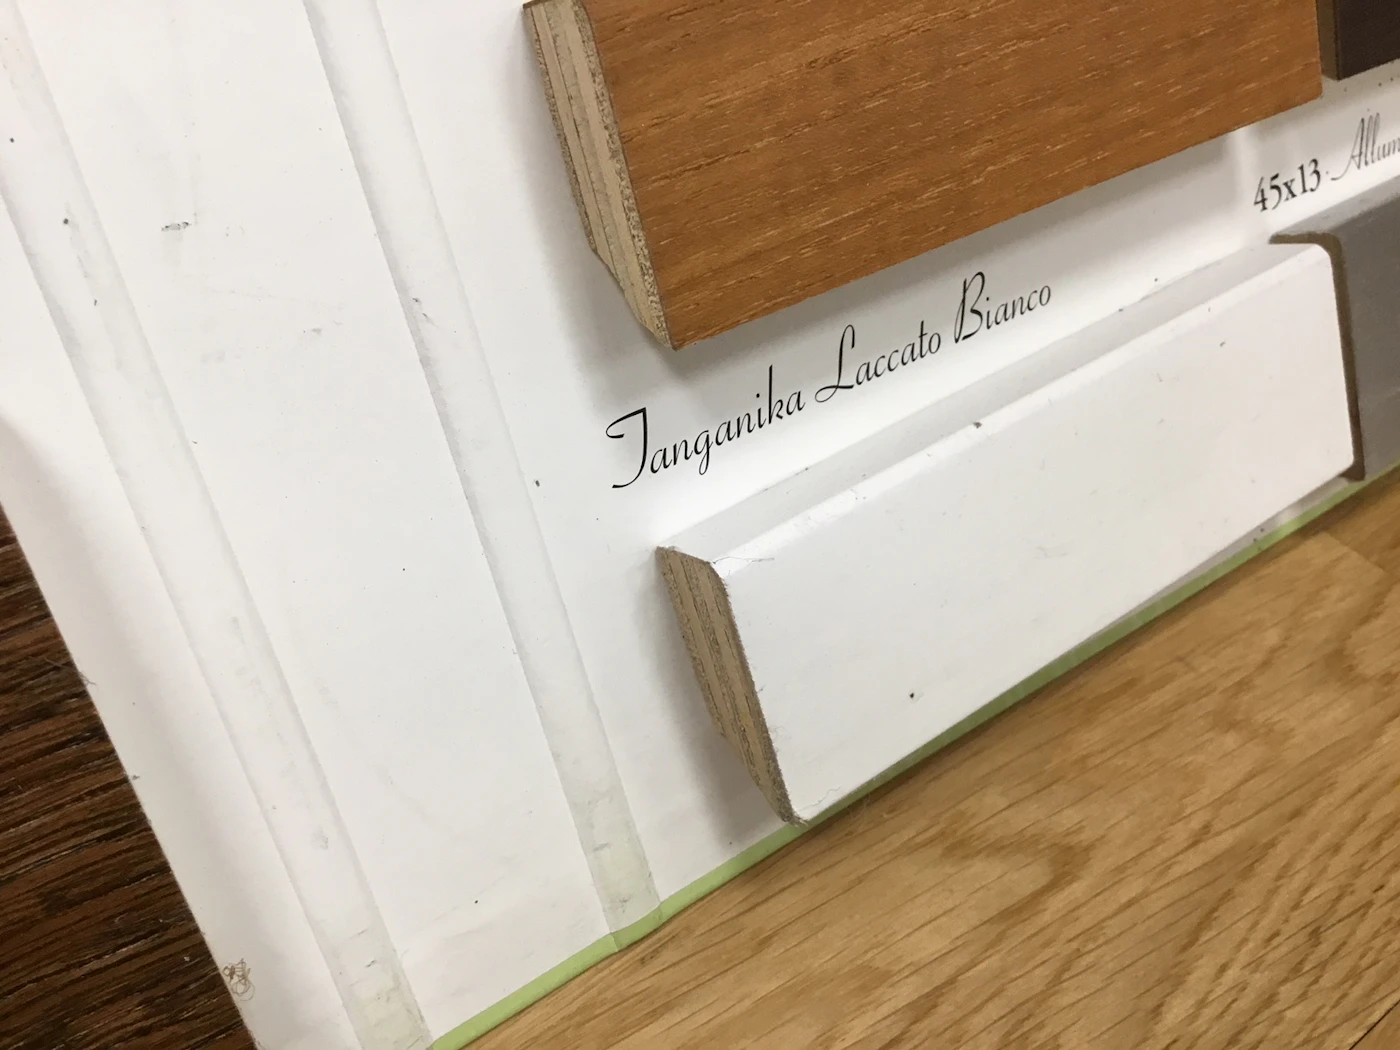 45x13
Tanganika Laccato Bianco